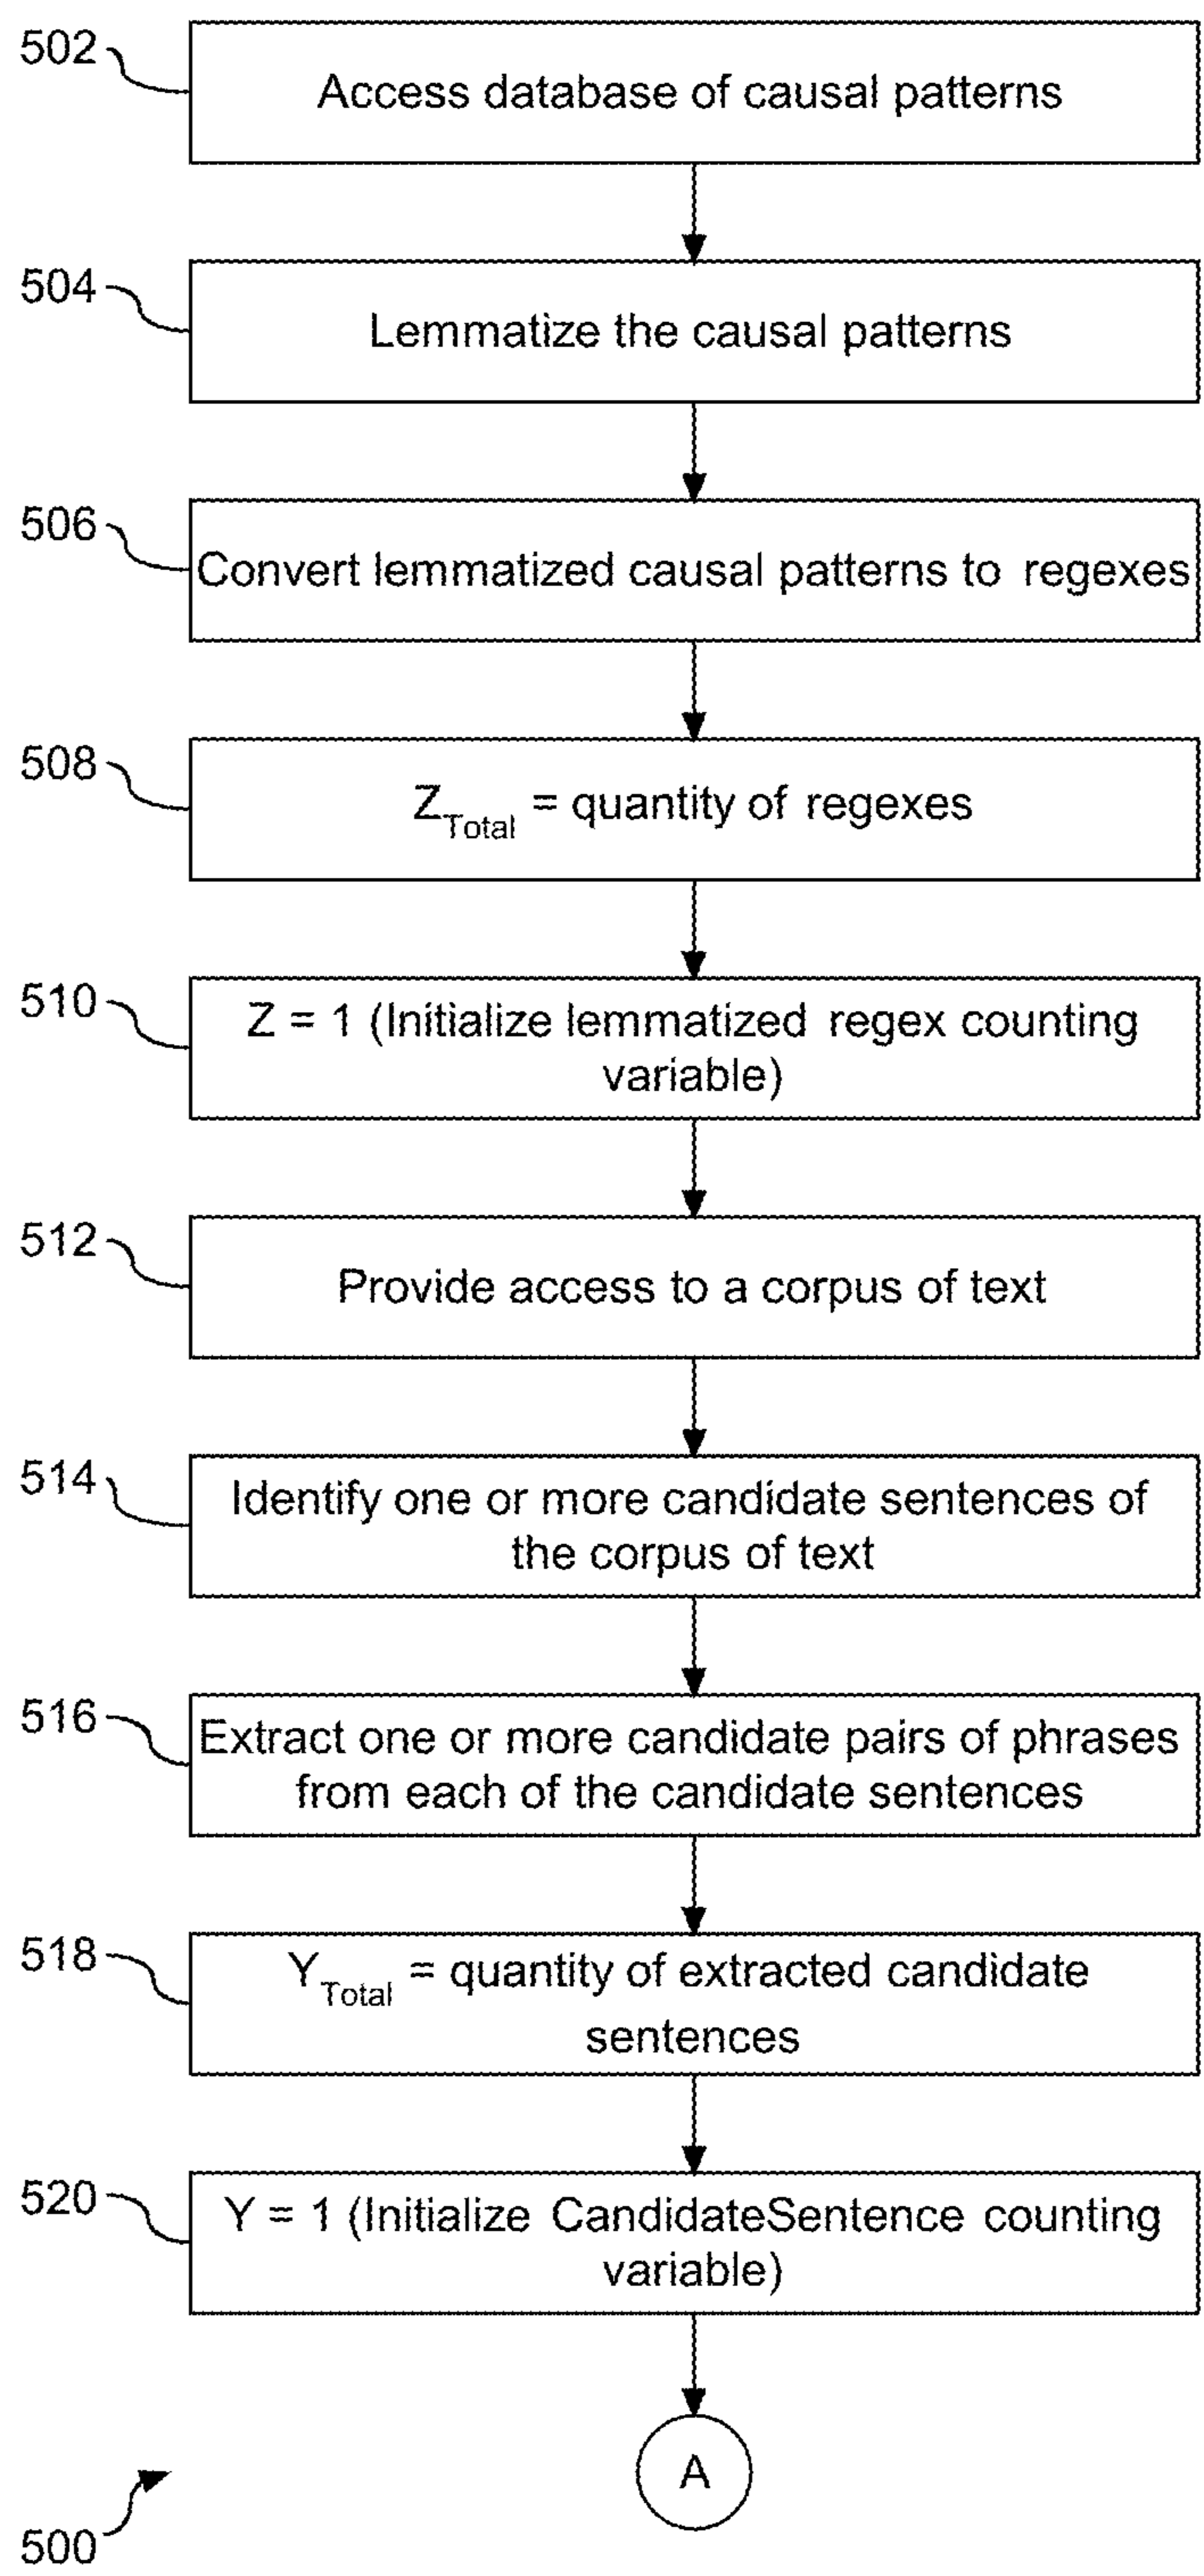 502
Access database of causal patterns
504
Lemmatize the causal patterns
506
Convert lemmatized causal patterns to regexes
508
Z_Total = quantity of regexes
510
Z = 1 (Initialize lemmatized regex counting
variable)
512
Provide access to a corpus of text
514
Identify one or more candidate sentences of
the corpus of text
516
Extract one or more candidate pairs of phrases
from each of the candidate sentences
518
Y_Total = quantity of extracted candidate
sentences
520
Y = 1 (Initialize CandidateSentence counting
variable)
A
500